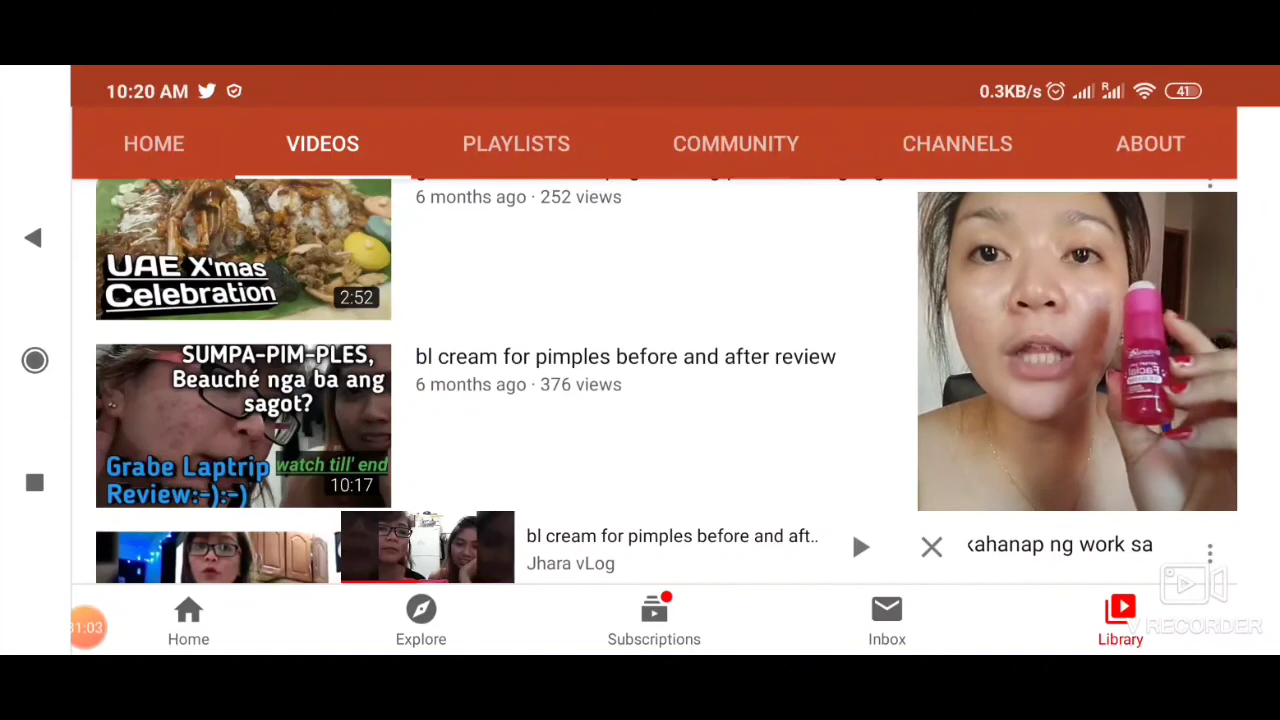 10:20 AM
0.3KB/s
R
41
HOME
VIDEOS
PLAYLISTS
COMMUNITY
CHANNELS
ABOUT
6 months ago · 252 views
UAE X'mas
Celebration
2:52
Facial
SUMPA-PIM-PLES,
Beauché nga ba ang
sagot?
Grabe Laptrip
Review:-):-)
watch till' end
10:17
bl cream for pimples before and after review
6 months ago · 376 views
bl cream for pimples before and aft..
Jhara vLog
kahanap ng work sa
31:03
Home
Explore
Subscriptions
Inbox
Library
V RECORDER